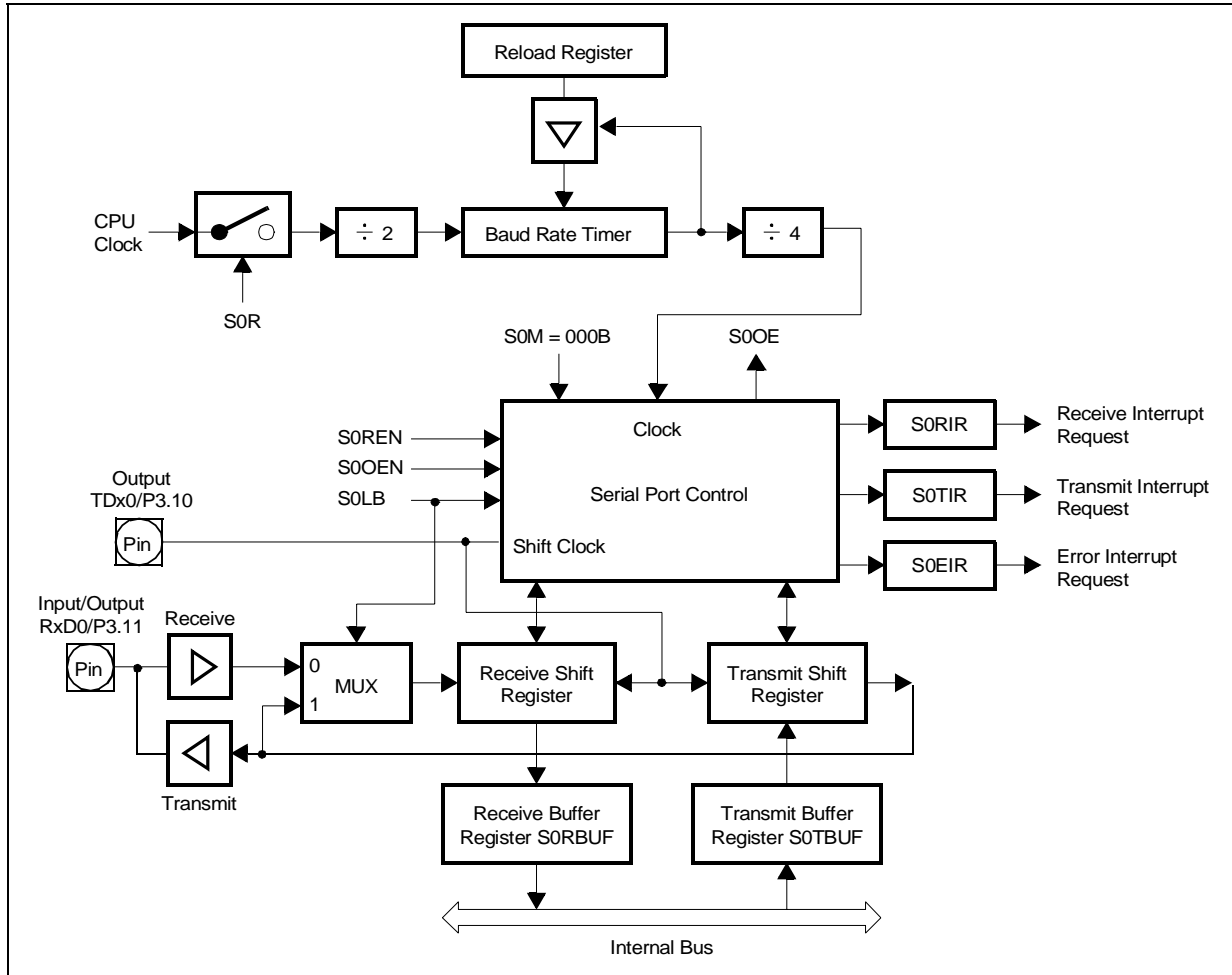 Reload Register
CPU
Clock
÷ 2
Baud Rate Timer
÷ 4
S0R
S0M = 000B
S0OE
Clock
S0REN
S0OEN
S0LB
Serial Port Control
Shift Clock
S0RIR
Receive Interrupt
Request
S0TIR
Transmit Interrupt
Request
S0EIR
Error Interrupt
Request
Output
TDx0/P3.10
Pin
Input/Output
RxD0/P3.11
Pin
Receive
0
MUX
1
Receive Shift
Register
Transmit Shift
Register
Transmit
Receive Buffer
Register S0RBUF
Transmit Buffer
Register S0TBUF
Internal Bus